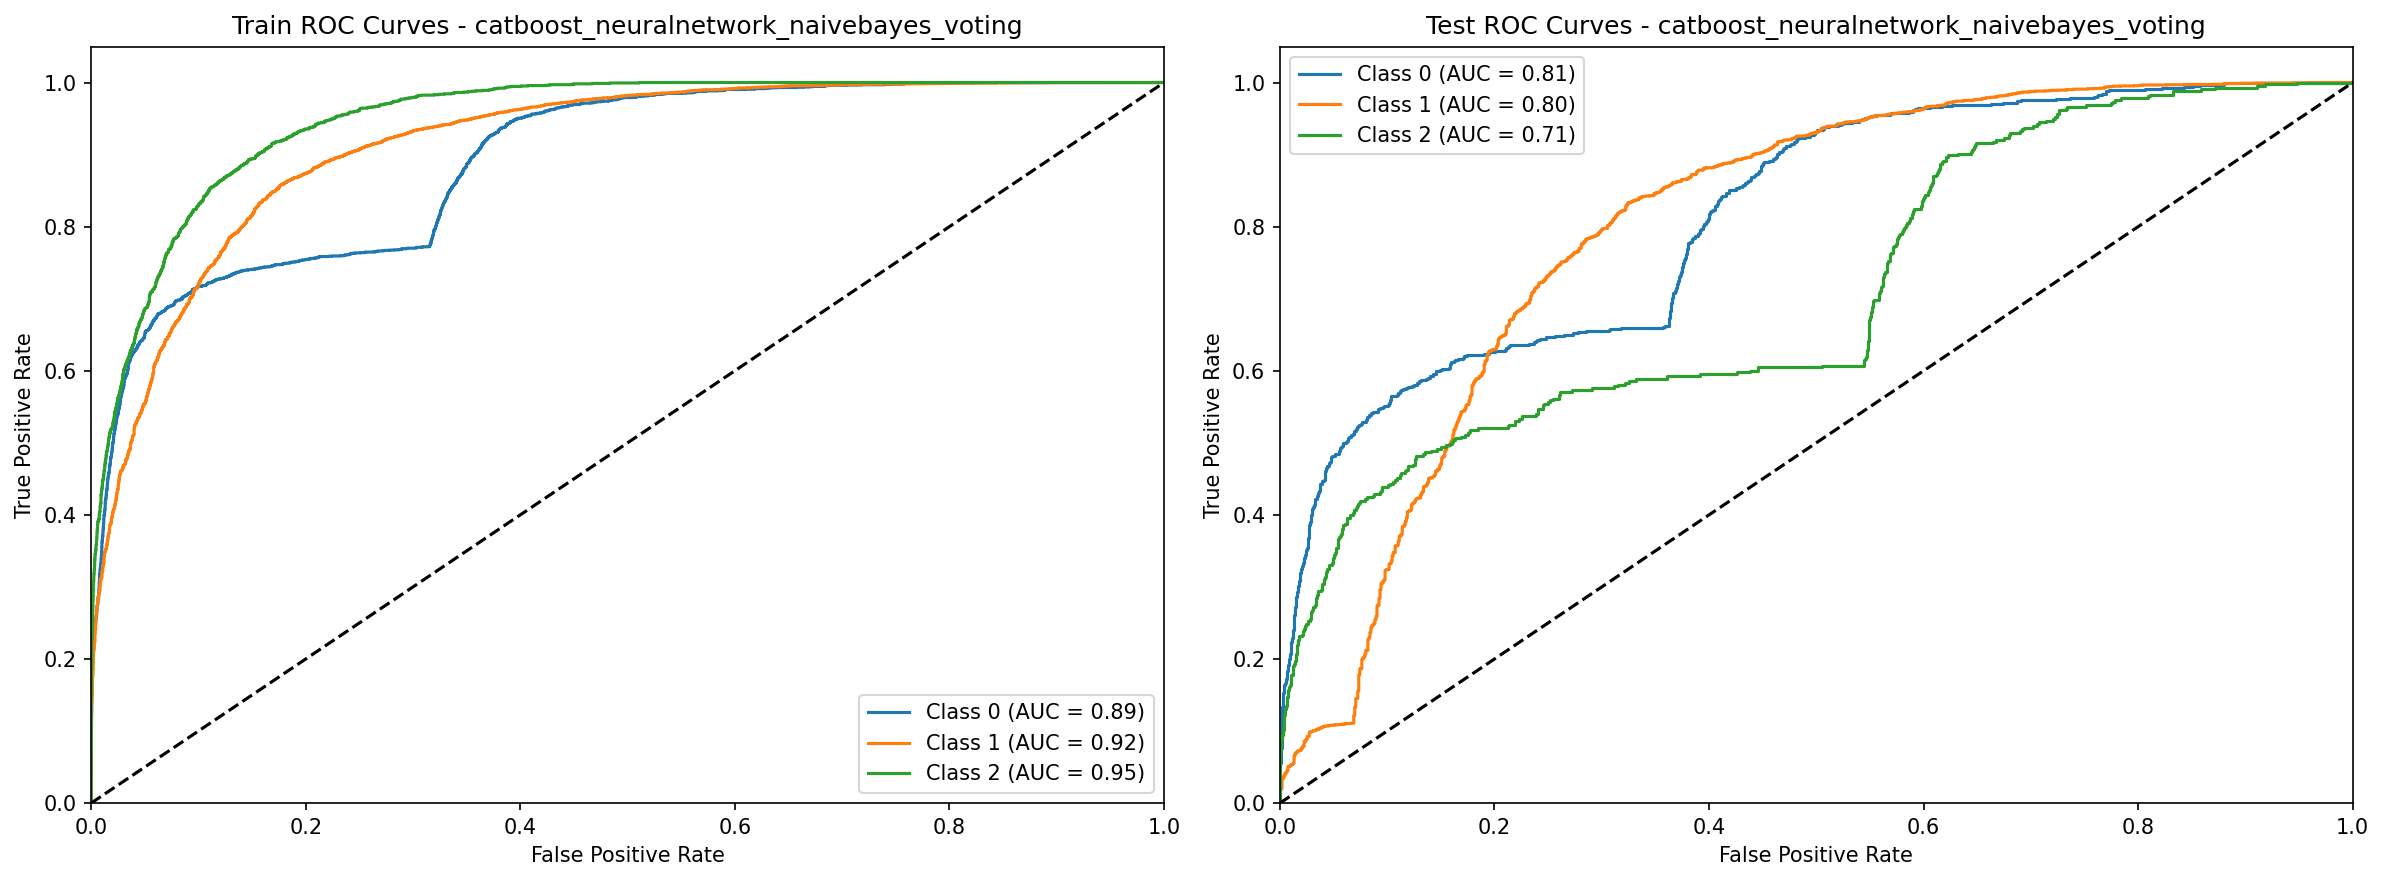 Train ROC Curves - catboost_neuralnetwork_naivebayes_voting
True Positive Rate
1.0
0.8
0.6
0.4
0.2
0.0
Class 0 (AUC = 0.89)
Class 1 (AUC = 0.92)
Class 2 (AUC = 0.95)
0.0 0.2 0.4 0.6 0.8 1.0
False Positive Rate
Test ROC Curves - catboost_neuralnetwork_naivebayes_voting
Class 0 (AUC = 0.81)
Class 1 (AUC = 0.80)
Class 2 (AUC = 0.71)
True Positive Rate
1.0
0.8
0.6
0.4
0.2
0.0
0.0 0.2 0.4 0.6 0.8 1.0
False Positive Rate